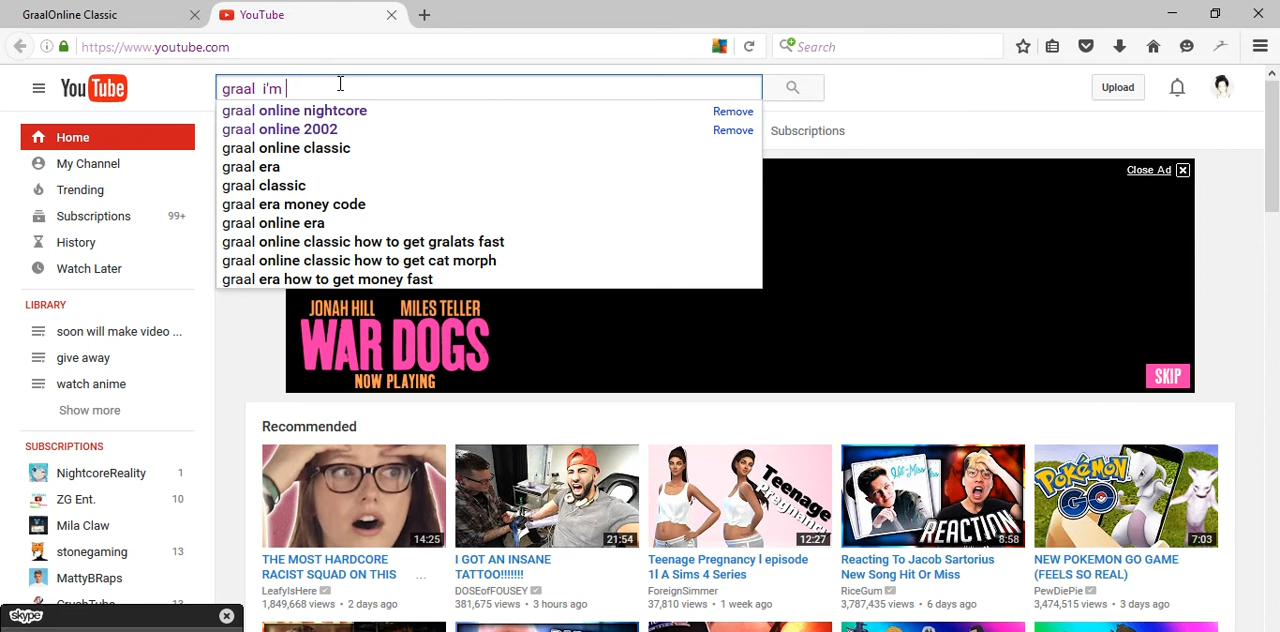 GraalOnline Classic
YouTube
https://www.youtube.com
Search
YouTube
graal i'm
Upload
graal online nightcore Remove
graal online 2002 Remove
graal online classic
graal era
graal classic
graal era money code
graal online era
graal online classic how to get gralats fast
graal online classic how to get cat morph
graal era how to get money fast
Subscriptions
Home
My Channel
Trending
Subscriptions 99+
History
Watch Later
LIBRARY
soon will make video ...
give away
watch anime
Show more
SUBSCRIPTIONS
NightcoreReality 1
ZG Ent. 10
Mila Claw
stonegaming 13
MattyBRaps
CrushTube 13
skype
Close Ad
JONAH HILL MILES TELLER
WAR DOGS
NOW PLAYING
SKIP
Recommended
14:25
THE MOST HARDCORE
RACIST SQUAD ON THIS ...
LeafyIsHere
1,849,668 views • 2 days ago
21:54
I GOT AN INSANE
TATTOO!!!!!!!
DOSEofFOUSEY
381,675 views • 3 hours ago
Teenage
Pregnancy
12:27
Teenage Pregnancy l episode
1l A Sims 4 Series
ForeignSimmer
37,810 views • 1 week ago
REACTION
8:58
Reacting To Jacob Sartorius
New Song Hit Or Miss
RiceGum
3,787,435 views • 6 days ago
POKÉMON
GO
7:03
NEW POKEMON GO GAME
(FEELS SO REAL)
PewDiePie
3,474,515 views • 3 days ago